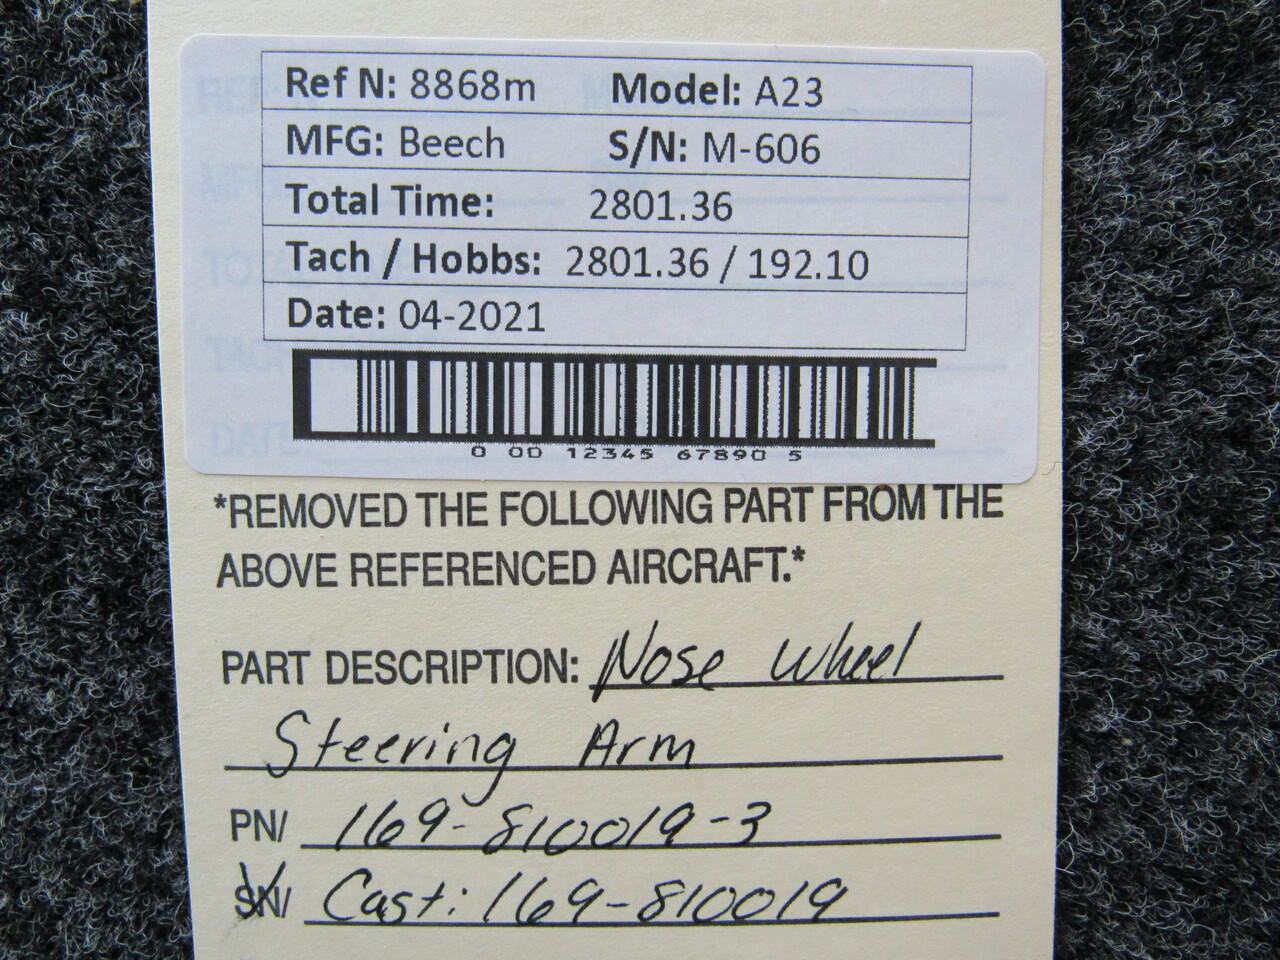 Ref N: 8868m Model: A23
MFG: Beech S/N: M-606
Total Time: 2801.36
Tach / Hobbs: 2801.36 / 192.10
Date: 04-2021
0 00 12345 67890 5
*REMOVED THE FOLLOWING PART FROM THE
ABOVE REFERENCED AIRCRAFT.*
PART DESCRIPTION: Nose Wheel
Steering Arm
PN/ 169-810019-3
SN/ Cast: 169-810019